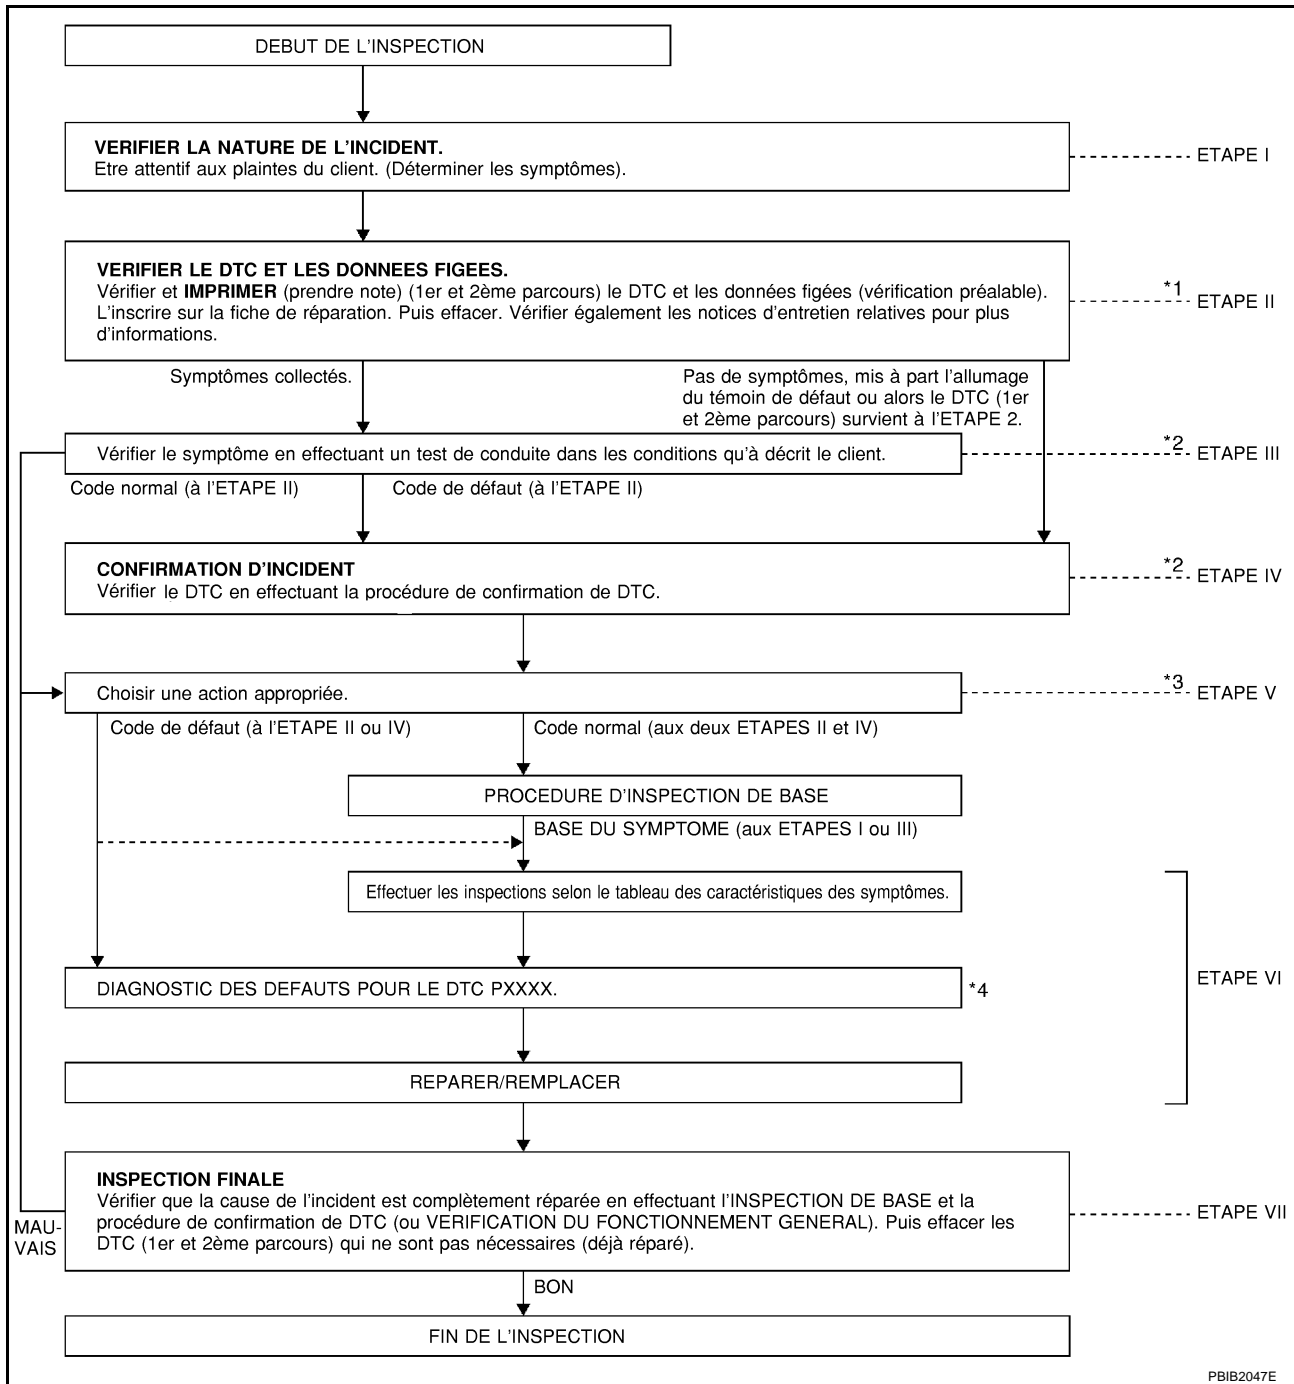 DEBUT DE L'INSPECTION
VERIFIER LA NATURE DE L'INCIDENT.
Etre attentif aux plaintes du client. (Déterminer les symptômes).
ETAPE I
VERIFIER LE DTC ET LES DONNEES FIGEES.
Vérifier et IMPRIMER (prendre note) (1er et 2ème parcours) le DTC et les données figées (vérification préalable).
L'inscrire sur la fiche de réparation. Puis effacer. Vérifier également les notices d'entretien relatives pour plus
d'informations.
*1
ETAPE II
Symptômes collectés.
Pas de symptômes, mis à part l'allumage
du témoin de défaut ou alors le DTC (1er
et 2ème parcours) survient à l'ETAPE 2.
Vérifier le symptôme en effectuant un test de conduite dans les conditions qu'à décrit le client.
*2
ETAPE III
Code normal (à l'ETAPE II)
Code de défaut (à l'ETAPE II)
CONFIRMATION D'INCIDENT
Vérifier le DTC en effectuant la procédure de confirmation de DTC.
*2
ETAPE IV
Choisir une action appropriée.
*3
ETAPE V
Code de défaut (à l'ETAPE II ou IV)
Code normal (aux deux ETAPES II et IV)
PROCEDURE D'INSPECTION DE BASE
BASE DU SYMPTOME (aux ETAPES I ou III)
Effectuer les inspections selon le tableau des caractéristiques des symptômes.
ETAPE VI
DIAGNOSTIC DES DEFAUTS POUR LE DTC PXXXX.
*4
REPARER/REMPLACER
INSPECTION FINALE
Vérifier que la cause de l'incident est complètement réparée en effectuant l'INSPECTION DE BASE et la
procédure de confirmation de DTC (ou VERIFICATION DU FONCTIONNEMENT GENERAL). Puis effacer les
DTC (1er et 2ème parcours) qui ne sont pas nécessaires (déjà réparé).
ETAPE VII
MAU-
VAIS
BON
FIN DE L'INSPECTION
PBIB2047E